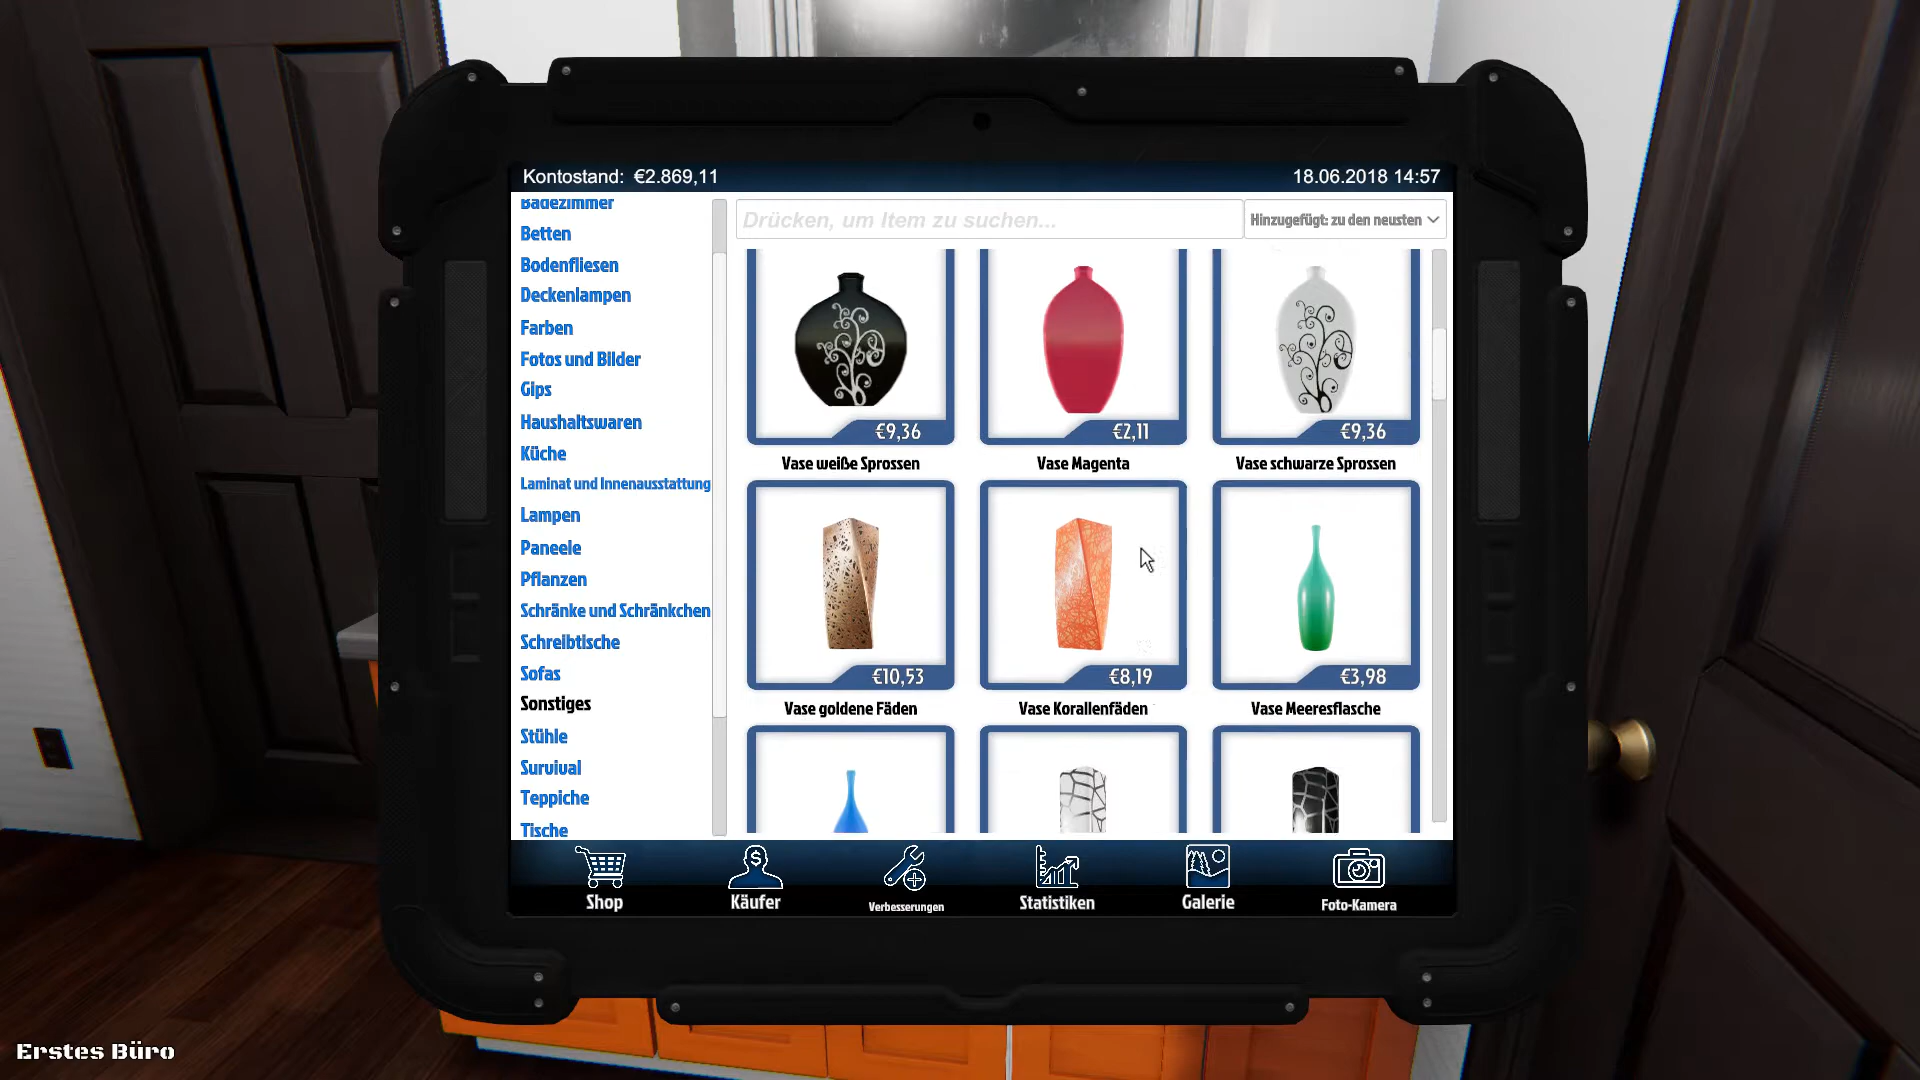 Kontostand: €2.869,11
18.06.2018 14:57
Badezimmer
Betten
Bodenfliesen
Deckenlampen
Farben
Fotos und Bilder
Gips
Haushaltswaren
Küche
Laminat und Innenausstattung
Lampen
Paneele
Pflanzen
Schränke und Schränkchen
Schreibtische
Sofas
Sonstiges
Stühle
Survival
Teppiche
Tische
Drücken, um Item zu suchen...
Hinzugefügt: zu den neusten
€9,36
€2,11
€9,36
Vase weiße Sprossen
Vase Magenta
Vase schwarze Sprossen
€10,53
€8,19
€3,98
Vase goldene Fäden
Vase Korallenfäden
Vase Meeresflasche
Shop
Käufer
Verbesserungen
Statistiken
Galerie
Foto-Kamera
Erstes Büro